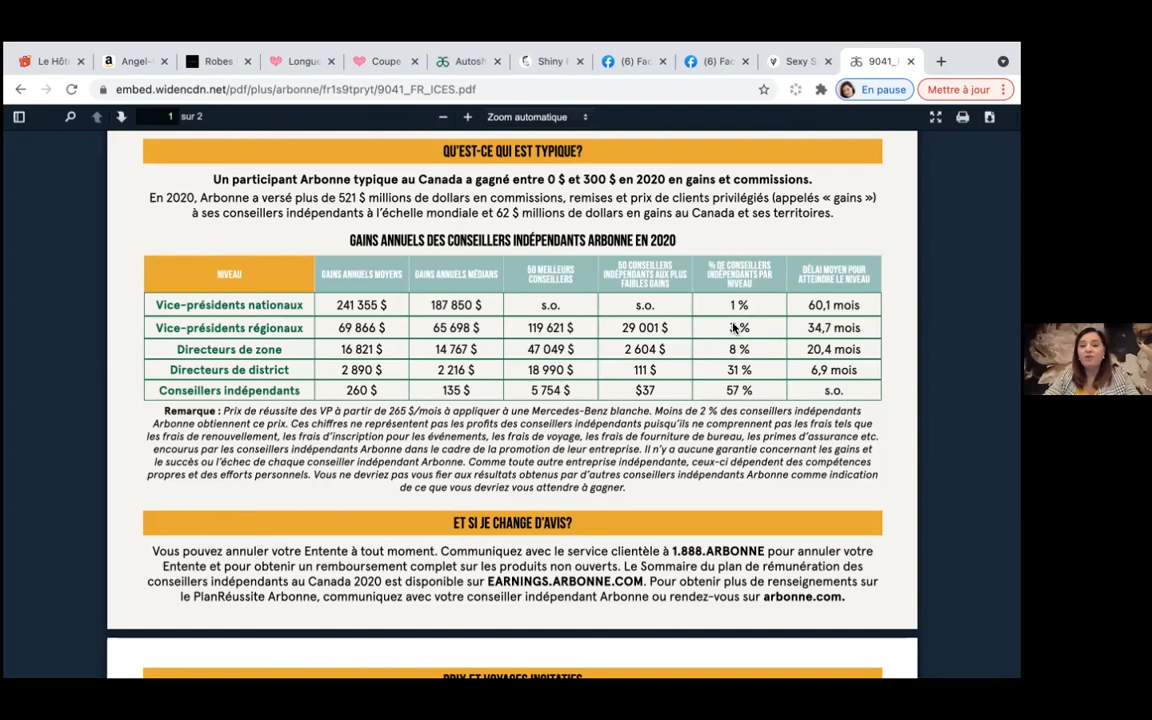 Le Hôt
Angel-
Robes
Longue
Coupe
Autosh
Shiny
(6) Fac
(6) Fac
Sexy S
9041_
embed.widencdn.net/pdf/plus/arbonne/fr1s9tpryt/9041_FR_ICES.pdf
En pause
Mettre à jour
1 sur 2
Zoom automatique
QU'EST-CE QUI EST TYPIQUE?
Un participant Arbonne typique au Canada a gagné entre 0 $ et 300 $ en 2020 en gains et commissions.
En 2020, Arbonne a versé plus de 521 $ millions de dollars en commissions, remises et prix de clients privilégiés (appelés « gains »)
à ses conseillers indépendants à l'échelle mondiale et 62 $ millions de dollars en gains au Canada et ses territoires.
GAINS ANNUELS DES CONSEILLERS INDÉPENDANTS ARBONNE EN 2020
NIVEAU GAINS ANNUELS MOYENS GAINS ANNUELS MÉDIANS 50 MEILLEURS CONSEILLERS 50 CONSEILLERS INDÉPENDANTS AUX PLUS FAIBLES GAINS % DE CONSEILLERS INDÉPENDANTS PAR NIVEAU DÉLAI MOYEN POUR ATTEINDRE LE NIVEAU
Vice-présidents nationaux 241 355 $ 187 850 $ s.o. s.o. 1 % 60,1 mois
Vice-présidents régionaux 69 866 $ 65 698 $ 119 621 $ 29 001 $ % 34,7 mois
Directeurs de zone 16 821 $ 14 767 $ 47 049 $ 2 604 $ 8 % 20,4 mois
Directeurs de district 2 890 $ 2 216 $ 18 990 $ 111 $ 31 % 6,9 mois
Conseillers indépendants 260 $ 135 $ 5 754 $ $37 57 % s.o.
Remarque : Prix de réussite des VP à partir de 265 $/mois à appliquer à une Mercedes-Benz blanche. Moins de 2 % des conseillers indépendants
Arbonne obtiennent ce prix. Ces chiffres ne représentent pas les profits des conseillers indépendants puisqu'ils ne comprennent pas les frais tels que
les frais de renouvellement, les frais d'inscription pour les événements, les frais de voyage, les frais de fourniture de bureau, les primes d'assurance etc.
encourus par les conseillers indépendants Arbonne dans le cadre de la promotion de leur entreprise. Il n'y a aucune garantie concernant les gains et
le succès ou l'échec de chaque conseiller indépendant Arbonne. Comme toute autre entreprise indépendante, ceux-ci dépendent des compétences
propres et des efforts personnels. Vous ne devriez pas vous fier aux résultats obtenus par d'autres conseillers indépendants Arbonne comme indication
de ce que vous devriez vous attendre à gagner.
ET SI JE CHANGE D'AVIS?
Vous pouvez annuler votre Entente à tout moment. Communiquez avec le service clientèle à 1.888.ARBONNE pour annuler votre
Entente et pour obtenir un remboursement complet sur les produits non ouverts. Le Sommaire du plan de rémunération des
conseillers indépendants au Canada 2020 est disponible sur EARNINGS.ARBONNE.COM. Pour obtenir plus de renseignements sur
le PlanRéussite Arbonne, communiquez avec votre conseiller indépendant Arbonne ou rendez-vous sur arbonne.com.
PRIX ET VOYAGES INCITATIFS